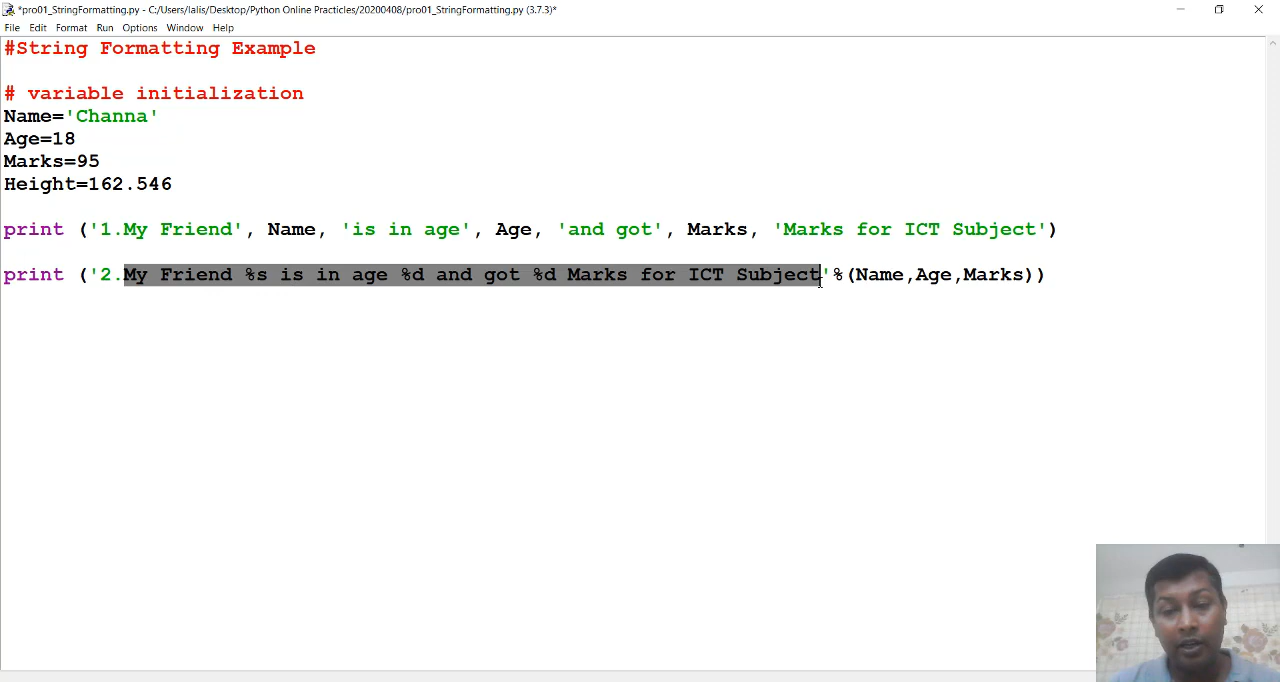 *pro01_StringFormatting.py - C:/Users/lalis/Desktop/Python Online Practicles/20200408/pro01_StringFormatting.py (3.7.3)*
File Edit Format Run Options Window Help
#String Formatting Example
# variable initialization
Name='Channa'
Age=18
Marks=95
Height=162.546
print ('1.My Friend', Name, 'is in age', Age, 'and got', Marks, 'Marks for ICT Subject')
print ('2.My Friend %s is in age %d and got %d Marks for ICT Subject'%(Name,Age,Marks))